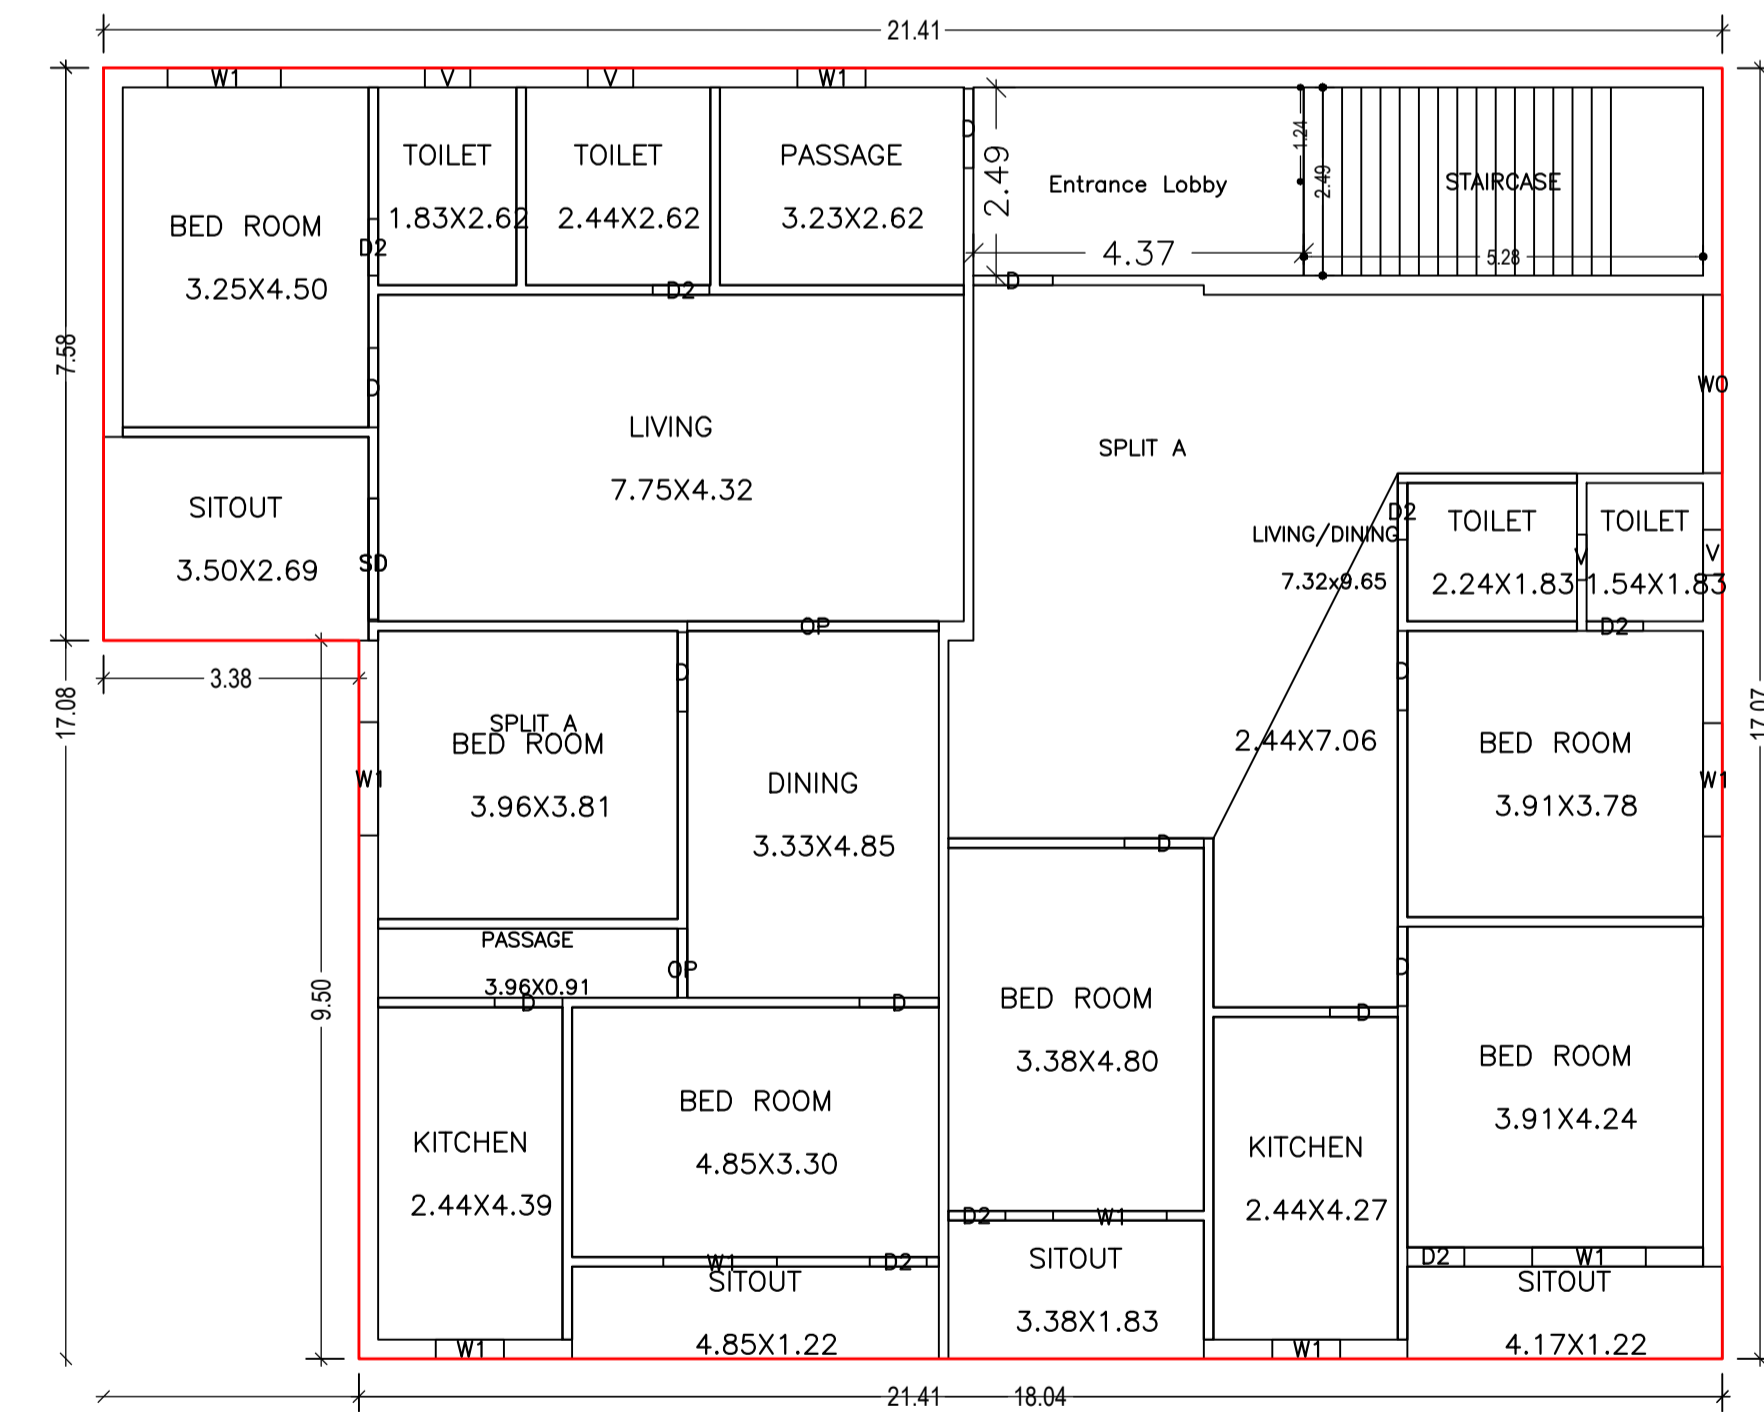 21.41
W1
V
V
W1
TOILET
1.83X2.62
TOILET
2.44X2.62
PASSAGE
3.23X2.62
D
2.49
Entrance Lobby
4.37
1.24
2.49
STAIRCASE
5.28
BED ROOM
3.25X4.50
D2
D2
D
7.58
D
LIVING
7.75X4.32
SPLIT A
W0
SITOUT
3.50X2.69
SD
LIVING/DINING
7.32x9.65
D2
TOILET
2.24X1.83
V
TOILET
1.54X1.83
V
OP
D2
3.38
17.08
17.07
SPLIT A
BED ROOM
3.96X3.81
D
W1
DINING
3.33X4.85
2.44X7.06
D
BED ROOM
3.91X3.78
W1
D
PASSAGE
3.96X0.91
OP
D
D
9.50
BED ROOM
3.38X4.80
D
D
BED ROOM
3.91X4.24
KITCHEN
2.44X4.39
BED ROOM
4.85X3.30
KITCHEN
2.44X4.27
D2
W1
W1
D2
SITOUT
4.85X1.22
SITOUT
3.38X1.83
D2
W1
SITOUT
4.17X1.22
W1
W1
21.41
18.04